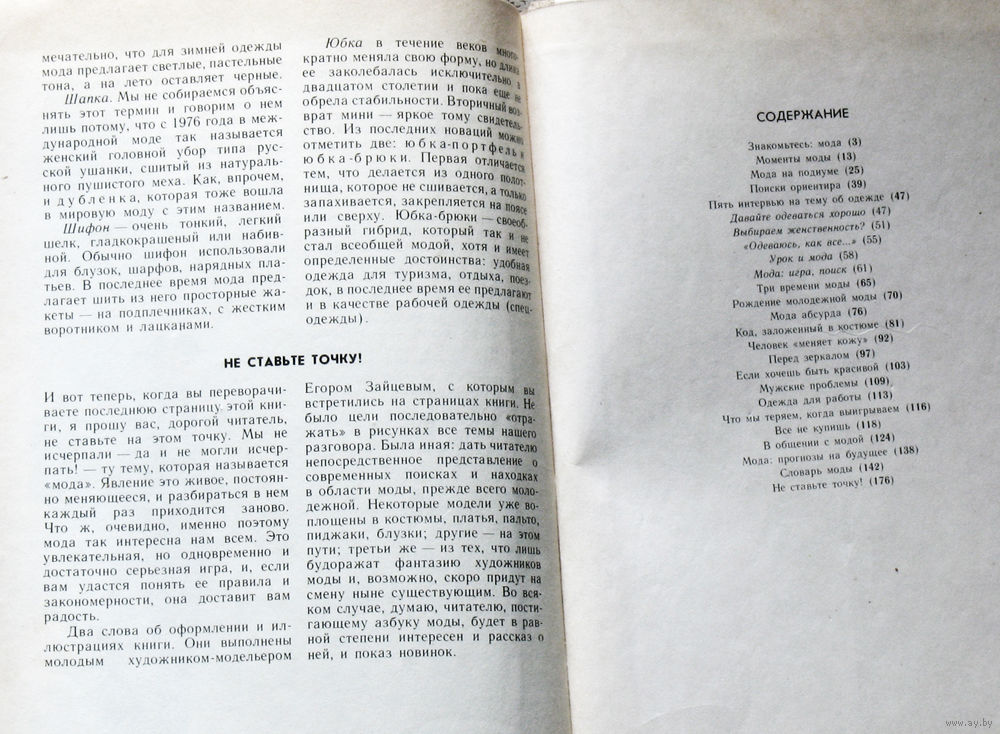 мечательно, что для зимней одежды
мода предлагает светлые, пастельные
тона, а на лето оставляет черные.
Шапка. Мы не собираемся объяс-
нять этот термин и говорим о нем
лишь потому, что с 1976 года в меж-
дународной моде так называется
женский головной убор типа рус-
ской ушанки, сшитый из натураль-
ного пушистого меха. Как, впрочем,
и дубленка, которая тоже вошла
в мировую моду с этим названием.
Шифон — очень тонкий, легкий
шелк, гладкокрашеный или набив-
ной. Обычно шифон использовали
для блузок, шарфов, нарядных пла-
тьев. В последнее время мода пред-
лагает шить из него просторные жа-
кеты — на подплечниках, с жестким
воротником и лацканами.
Юбка в течение веков много-
кратно меняла свою форму, но длина
ее заколебалась исключительно в
двадцатом столетии и пока еще не
обрела стабильности. Вторичный воз-
врат мини — яркое тому свидетель-
ство. Из последних новаций можно
отметить две: юбка-портфель и
юбка-брюки. Первая отличается
тем, что делается из одного полот-
нища, которое не сшивается, а только
запахивается, закрепляется на поясе
или сверху. Юбка-брюки — своеоб-
разный гибрид, который так и не
стал всеобщей модой, хотя и имеет
определенные достоинства: удобная
одежда для туризма, отдыха, поез-
док, в последнее время ее предлагают
и в качестве рабочей одежды (спец-
одежды).
НЕ СТАВЬТЕ ТОЧКУ!
И вот теперь, когда вы переворачи-
ваете последнюю страницу этой кни-
ги, я прошу вас, дорогой читатель,
не ставьте на этом точку. Мы не
исчерпали — да и не могли исчер-
пать! — ту тему, которая называется
«мода». Явление это живое, постоян-
но меняющееся, и разбираться в нем
каждый раз приходится заново.
Что ж, очевидно, именно поэтому
мода так интересна нам всем. Это
увлекательная, но одновременно и
достаточно серьезная игра, и, если
вам удастся понять ее правила и
закономерности, она доставит вам
радость.
Два слова об оформлении и ил-
люстрациях книги. Они выполнены
молодым художником-модельером
Егором Зайцевым, с которым вы
встретились на страницах книги. Не
было цели последовательно «отра-
жать» в рисунках все темы нашего
разговора. Была иная: дать читателю
непосредственное представление о
современных поисках и находках
в области моды, прежде всего моло-
дежной. Некоторые модели уже во-
площены в костюмы, платья, пальто,
пиджаки, блузки; другие — на этом
пути; третьи же — из тех, что лишь
будоражат фантазию художников
моды и, возможно, скоро придут на
смену ныне существующим. Во вся-
ком случае, думаю, читателю, пости-
гающему азбуку моды, будет в рав-
ной степени интересен и рассказ о
ней, и показ новинок.
СОДЕРЖАНИЕ
Знакомьтесь: мода (3)
Моменты моды (13)
Мода на подиуме (25)
Поиски ориентира (39)
Пять интервью на тему об одежде (47)
Давайте одеваться хорошо (47)
Выбираем женственность? (51)
«Одеваюсь, как все...» (55)
Урок и мода (58)
Мода: игра, поиск (61)
Три времени моды (65)
Рождение молодежной моды (70)
Мода абсурда (76)
Код, заложенный в костюме (81)
Человек «меняет кожу» (92)
Перед зеркалом (97)
Если хочешь быть красивой (103)
Мужские проблемы (109)
Одежда для работы (113)
Что мы теряем, когда выигрываем (116)
Все не купишь (118)
В общении с модой (124)
Мода: прогнозы на будущее (138)
Словарь моды (142)
Не ставьте точку! (176)
www.ay.by